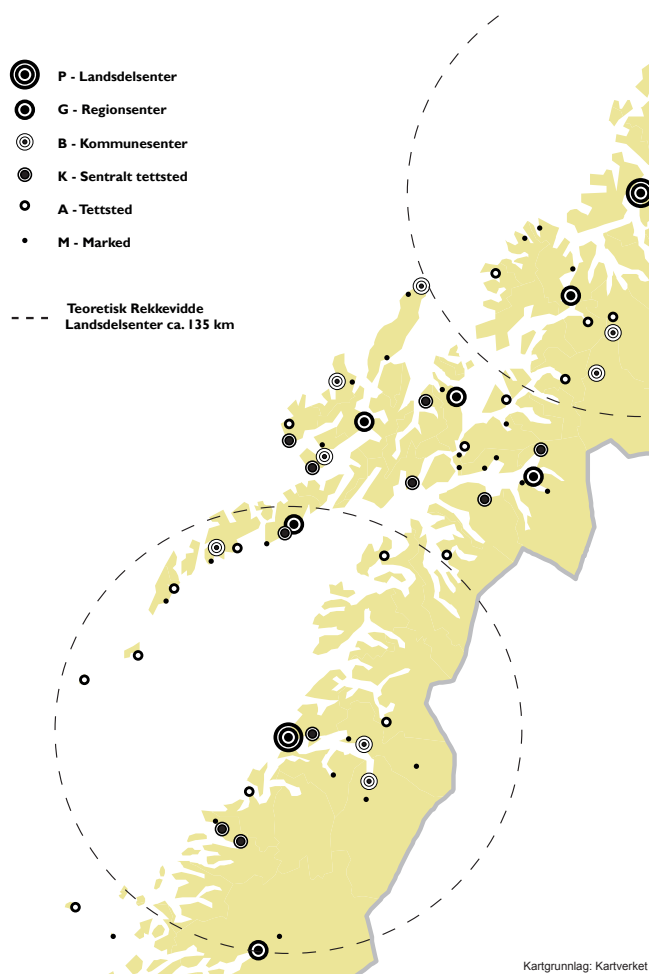 P - Landsdelsenter
G - Regionsenter
B - Kommunesenter
K - Sentralt tettsted
A - Tettsted
M - Marked
Teoretisk Rekkevidde
Landsdelsenter ca. 135 km
Kartgrunnlag: Kartverket